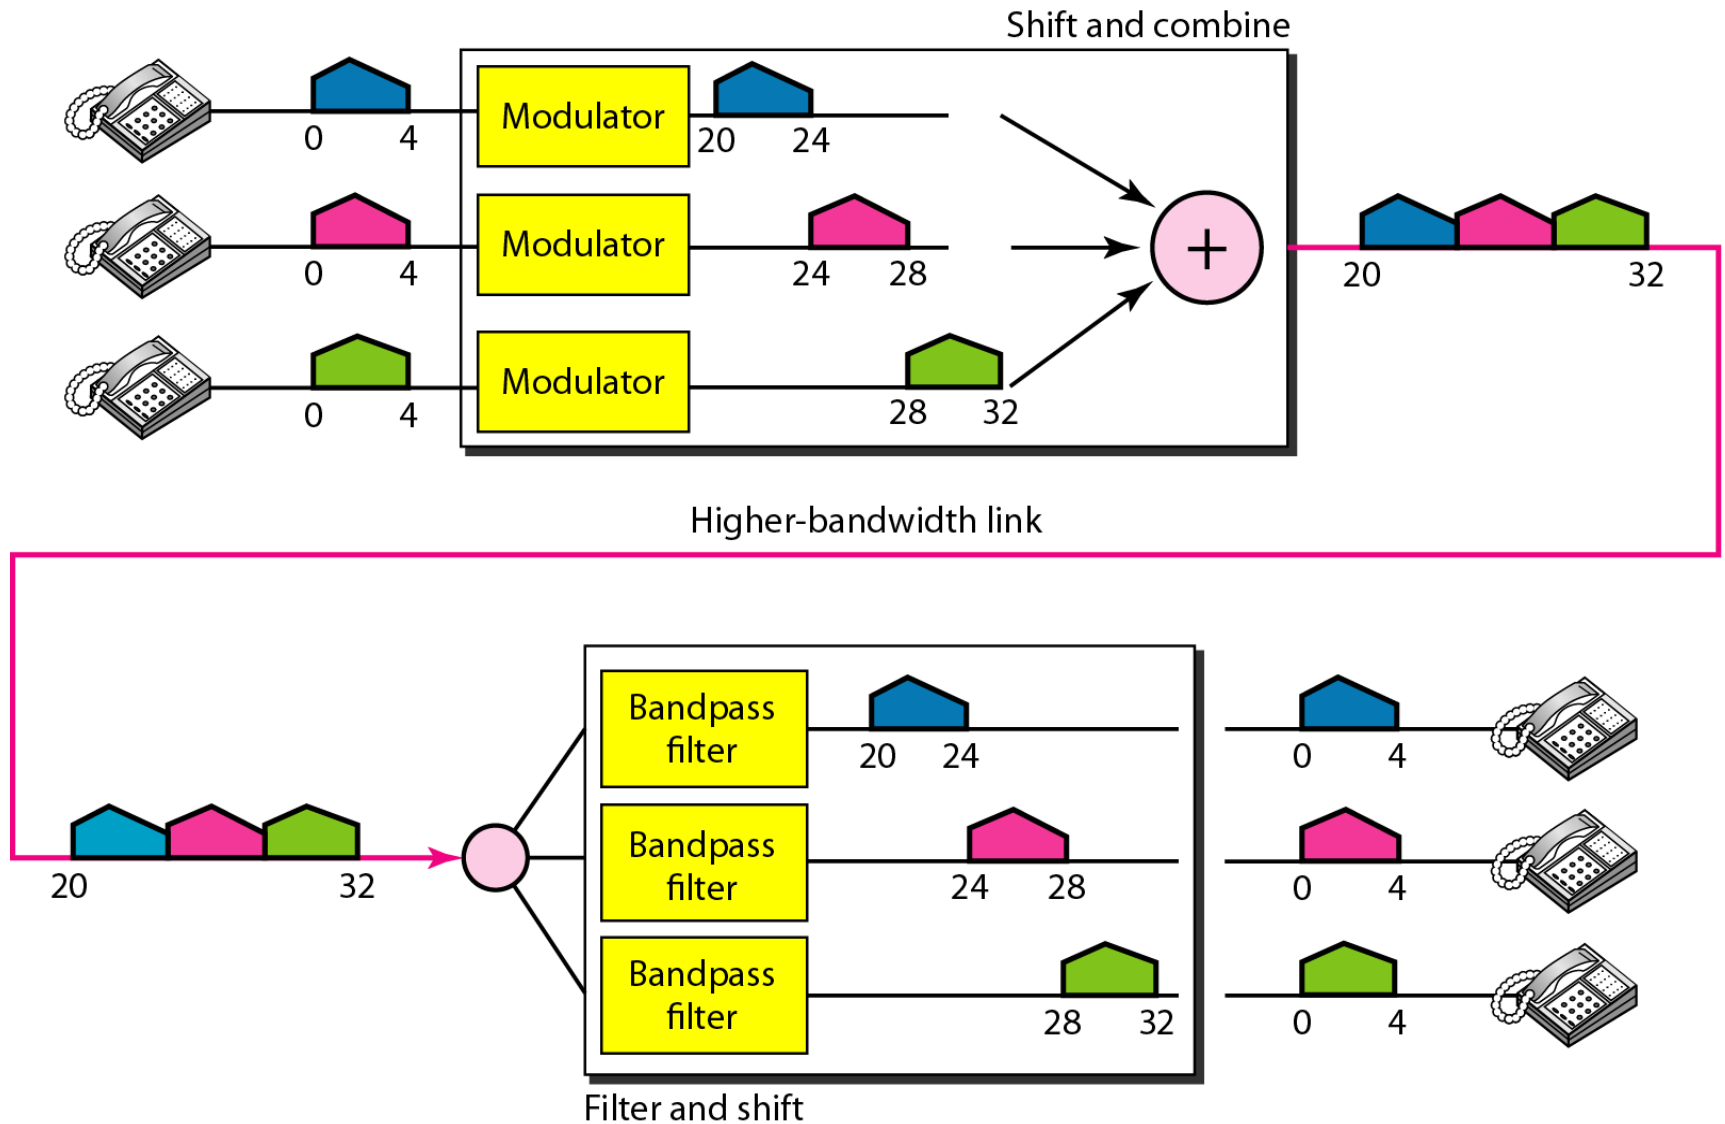 Shift and combine
Modulator
0 4
20 24
Modulator
0 4
24 28
20 32
Modulator
0 4
28 32
Higher-bandwidth link
Bandpass
filter
20 24
0 4
Bandpass
filter
20 32
24 28
0 4
Bandpass
filter
28 32
0 4
Filter and shift